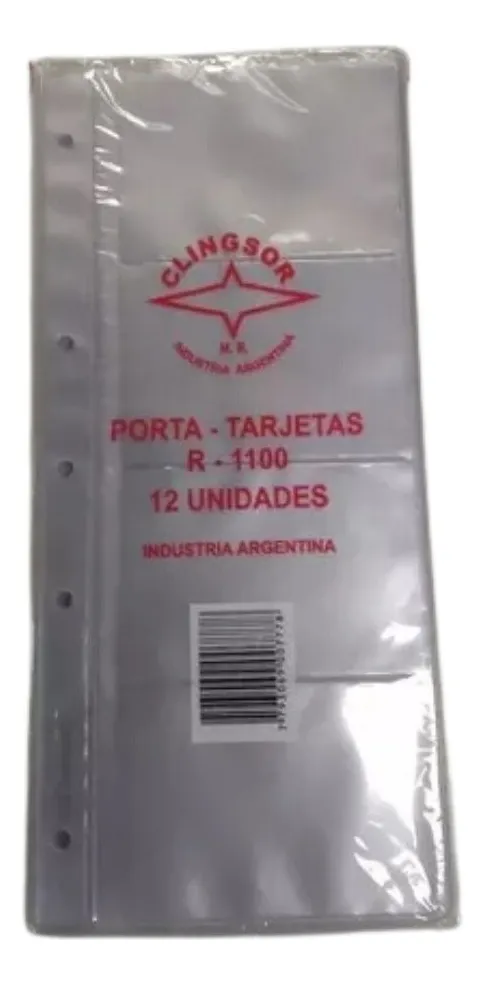 CLINGSOR
M. R.
INDUSTRIA ARGENTINA
PORTA - TARJETAS
R - 1100
12 UNIDADES
INDUSTRIA ARGENTINA